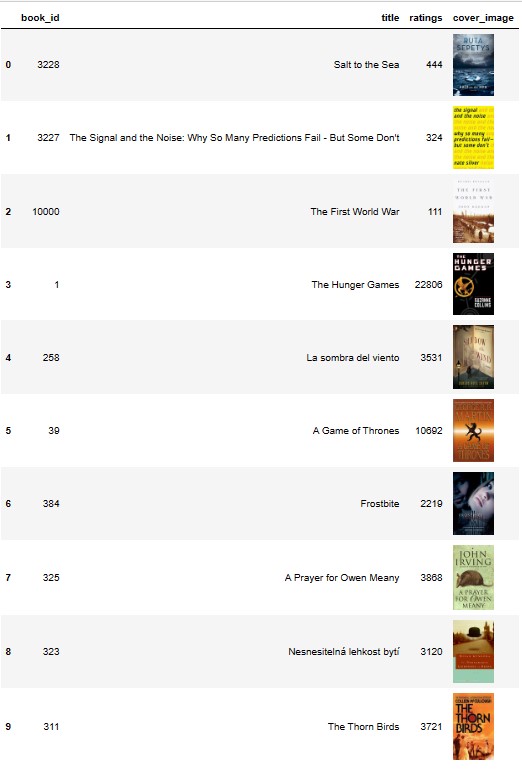 book_id title ratings cover_image
0 3228 Salt to the Sea 444
RUTA
SEPETYS
1 3227 The Signal and the Noise: Why So Many Predictions Fail - But Some Don't 324
the signal
and the noise
why so many
predictions fail—
but some don't
nate silver
2 10000 The First World War 111
THE FIRST
WORLD WAR
3 1 The Hunger Games 22806
THE
HUNGER
GAMES
SUZANNE
COLLINS
4 258 La sombra del viento 3531
5 39 A Game of Thrones 10692
MARTIN
THRONES
6 384 Frostbite 2219
7 325 A Prayer for Owen Meany 3868
JOHN
IRVING
A PRAYER
FOR OWEN
MEANY
8 323 Nesnesitelná lehkost bytí 3120
9 311 The Thorn Birds 3721
THE
THORN
BIRDS